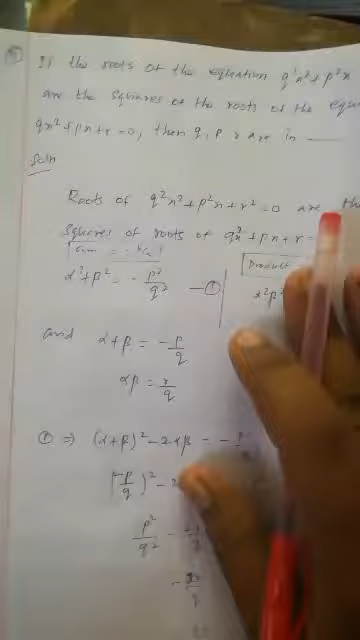 If the roots of the equation q²x² + p²x
are the squares of the roots of the equ
qx² + px + r = 0, then q, p, r are in ______
Soln
Roots of q²x² + p²x + r² = 0 are the
squares of roots of qx² + px + r =
Sum = -b/a
Product
α² + β² = -p²/q² — ①
α²β²
and α + β = -p/q
αβ = r/q
① ⇒ (α+β)² - 2αβ = -
(-p/q)² -
p²/q² -